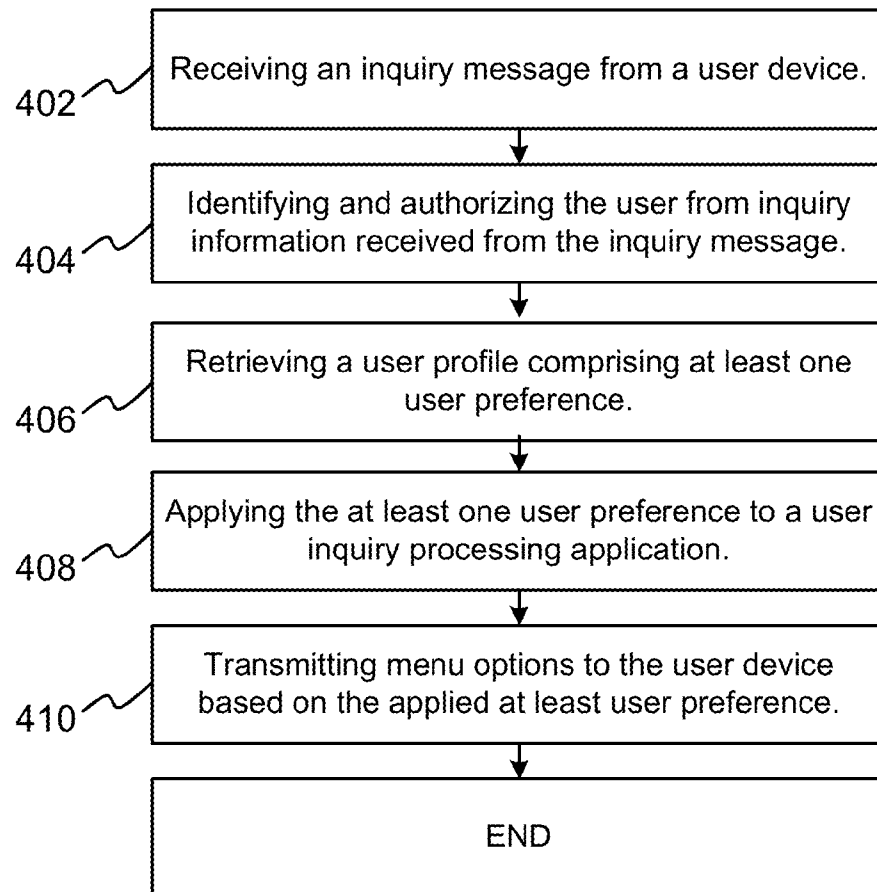 402
Receiving an inquiry message from a user device.
404
Identifying and authorizing the user from inquiry
information received from the inquiry message.
406
Retrieving a user profile comprising at least one
user preference.
408
Applying the at least one user preference to a user
inquiry processing application.
410
Transmitting menu options to the user device
based on the applied at least user preference.
END